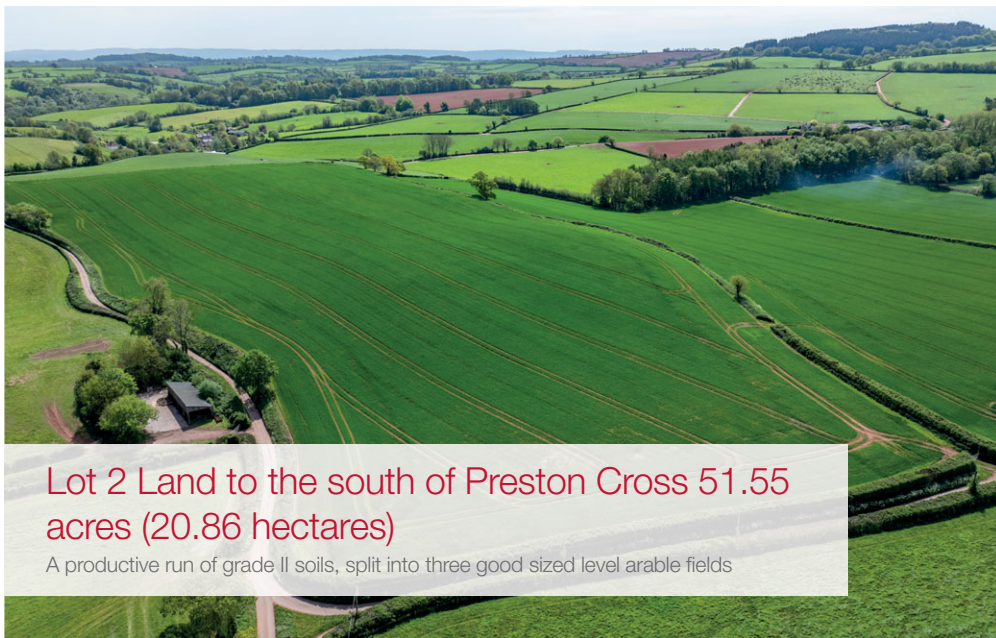 Lot 2 Land to the south of Preston Cross 51.55
acres (20.86 hectares)
A productive run of grade II soils, split into three good sized level arable fields